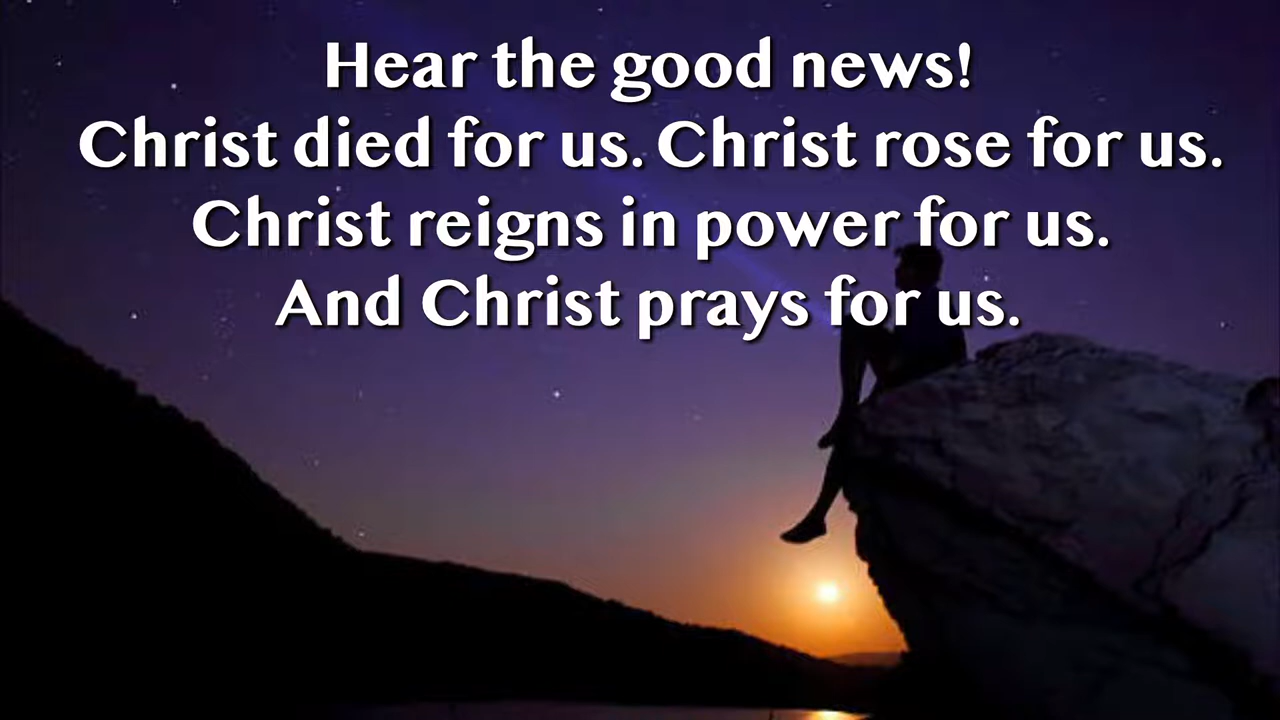 Hear the good news!
Christ died for us. Christ rose for us.
Christ reigns in power for us.
And Christ prays for us.